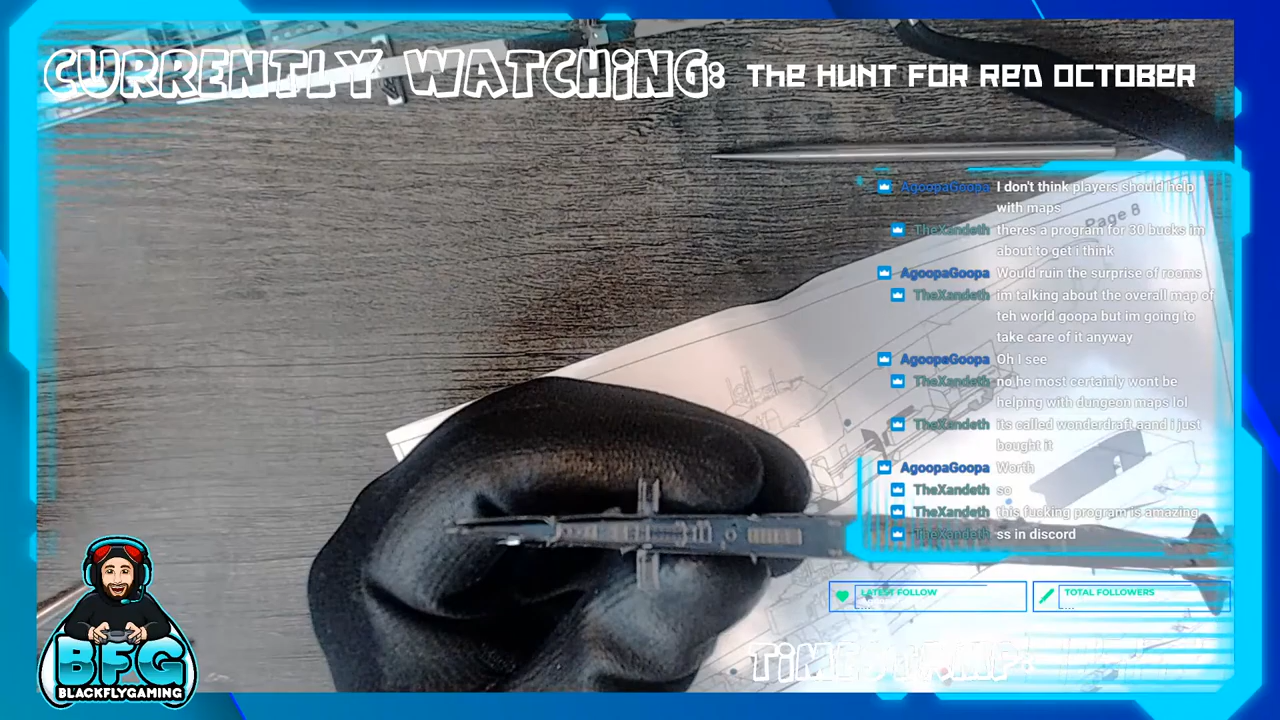 CURRENTLY WATCHiNG: The HUNT FOR RED OCTOBER
Page 8
AgoopaGoopa I don't think players should help
with maps
TheXandeth theres a program for 30 bucks im
about to get i think
AgoopaGoopa Would ruin the surprise of rooms
TheXandeth im talking about the overall map of
teh world goopa but im going to
take care of it anyway
AgoopaGoopa Oh I see
TheXandeth no he most certainly wont be
helping with dungeon maps lol
TheXandeth its called wonderdraft aand i just
bought it
AgoopaGoopa Worth
TheXandeth so
TheXandeth this fucking program is amazing
TheXandeth ss in discord
LATEST FOLLOW
...
TOTAL FOLLOWERS
...
BFG
BLACKFLYGAMING